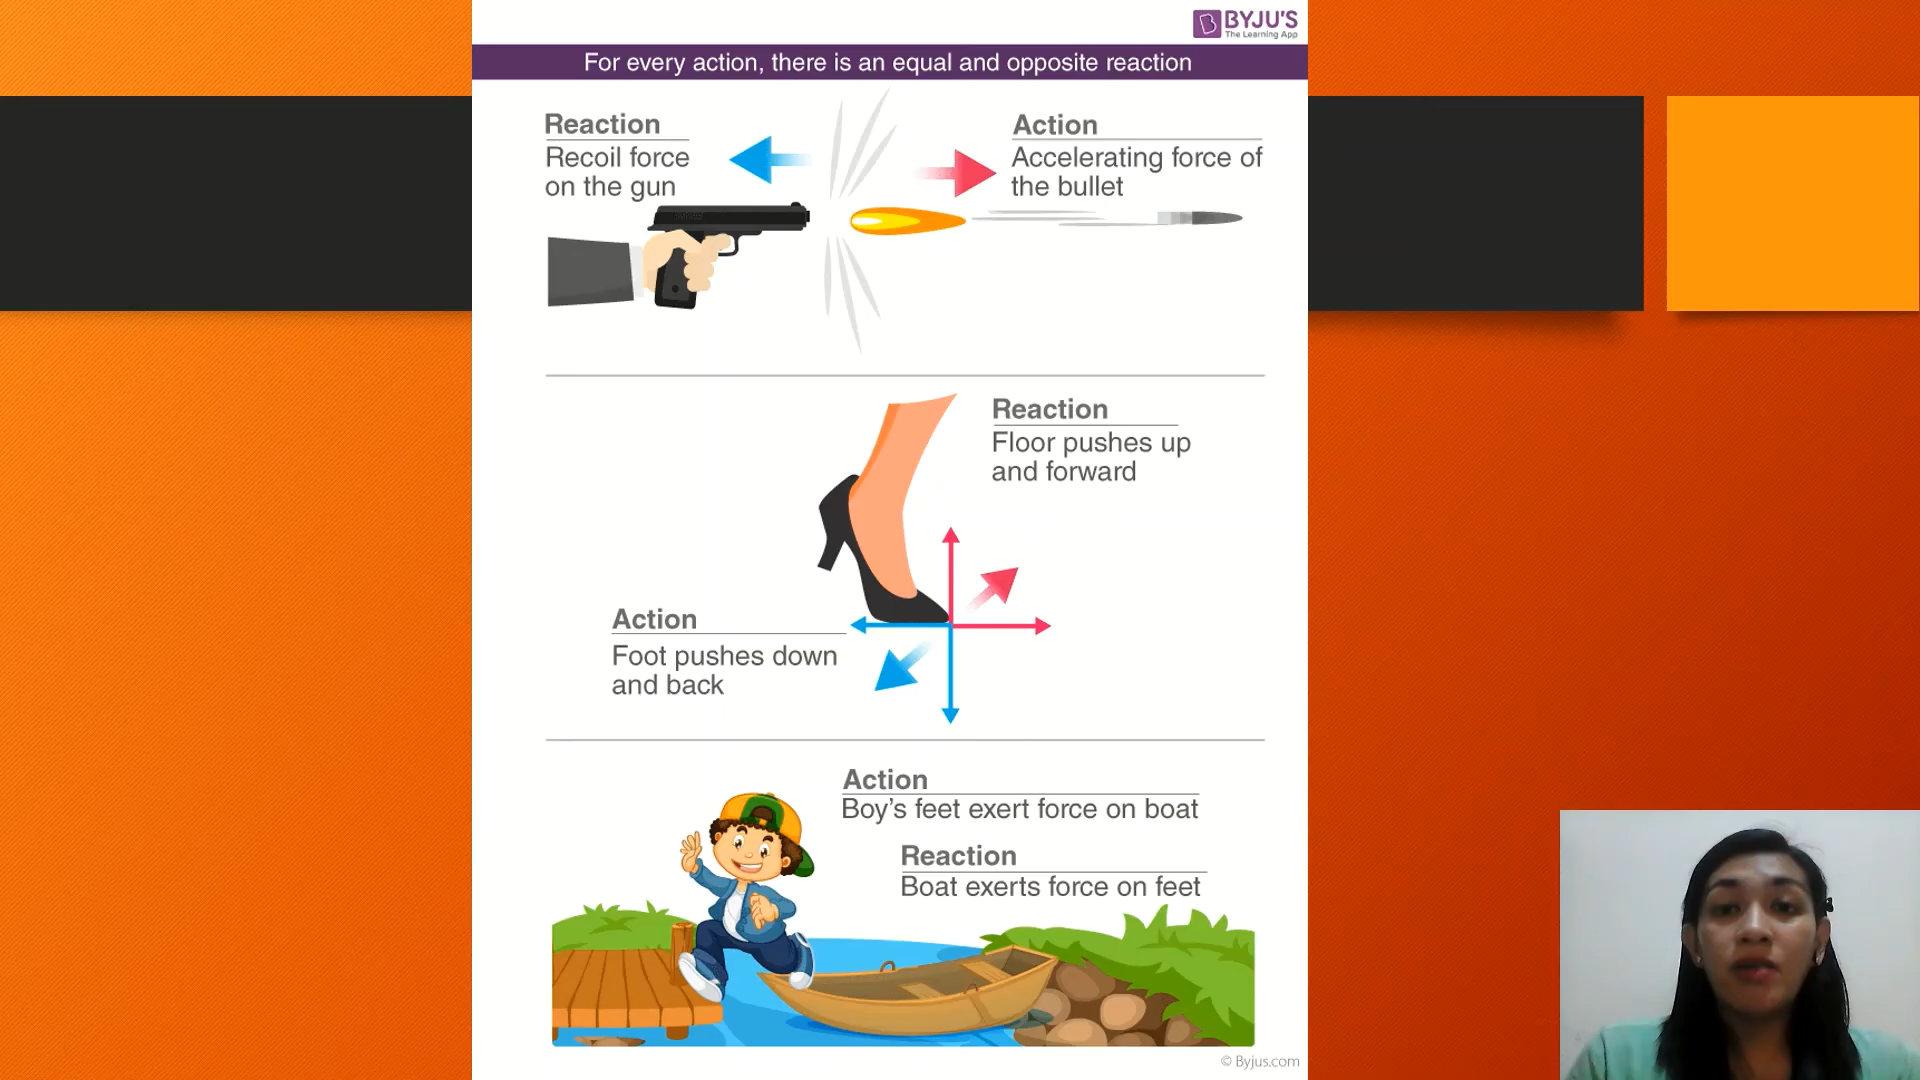 BYJU'S
The Learning App
For every action, there is an equal and opposite reaction
Reaction
Recoil force
on the gun
Action
Accelerating force of
the bullet
Reaction
Floor pushes up
and forward
Action
Foot pushes down
and back
Action
Boy's feet exert force on boat
Reaction
Boat exerts force on feet
© Byjus.com